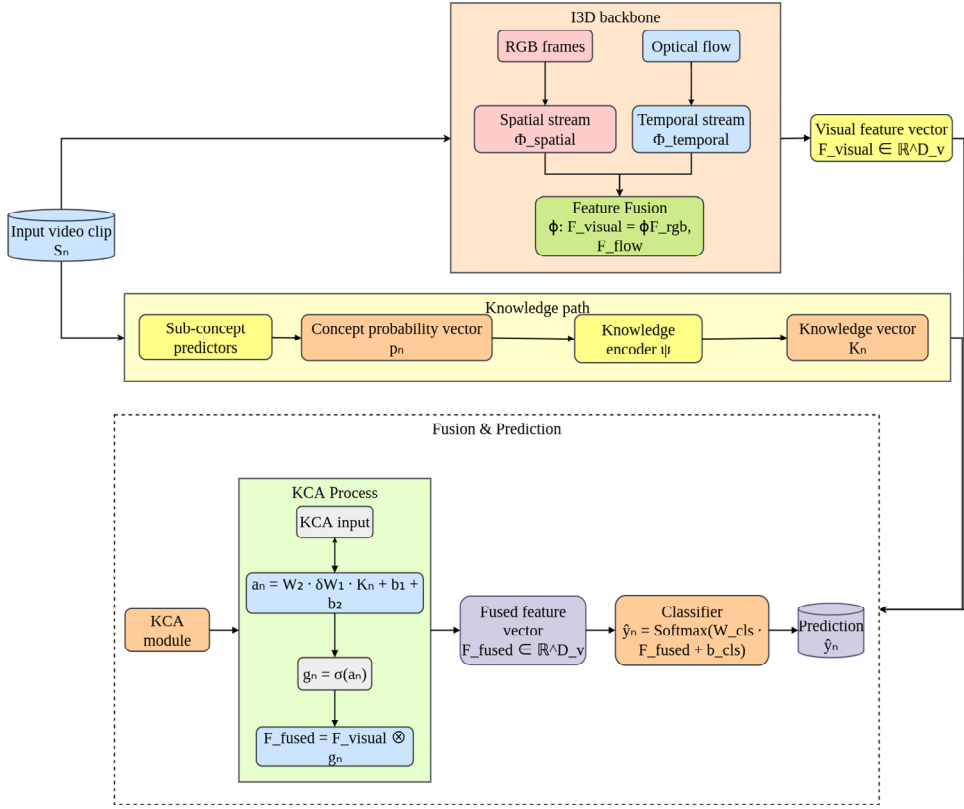 I3D backbone
RGB frames
Optical flow
Spatial stream
Φ_spatial
Temporal stream
Φ_temporal
Feature Fusion
ϕ: F_visual = ϕF_rgb,
F_flow
Visual feature vector
F_visual ∈ ℝ^D_v
Input video clip
Sₙ
Knowledge path
Sub-concept
predictors
Concept probability vector
pₙ
Knowledge
encoder ψ
Knowledge vector
Kₙ
Fusion & Prediction
KCA Process
KCA input
aₙ = W₂ · δW₁ · Kₙ + b₁ +
b₂
gₙ = σ(aₙ)
F_fused = F_visual ⊗
gₙ
KCA
module
Fused feature
vector
F_fused ∈ ℝ^D_v
Classifier
ŷₙ = Softmax(W_cls ·
F_fused + b_cls)
Prediction
ŷₙ